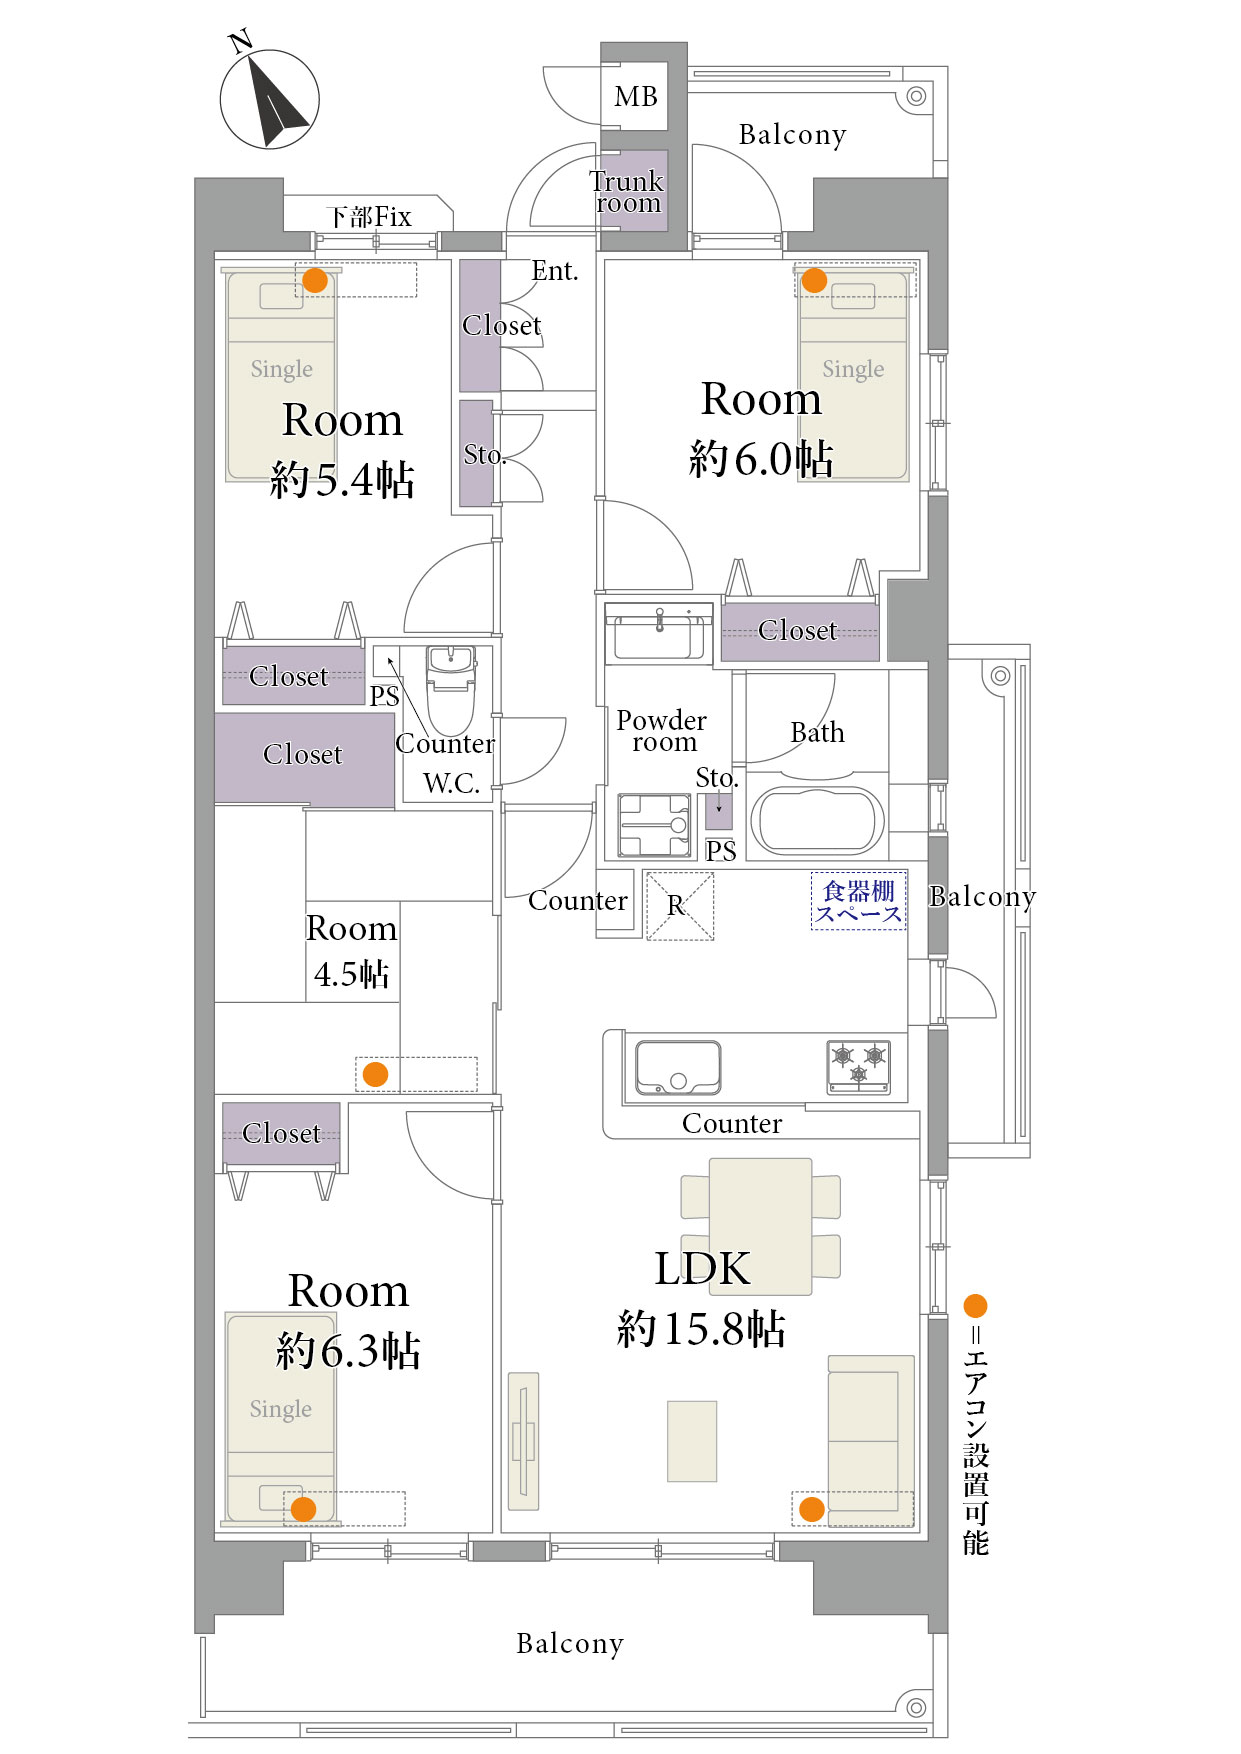 N
MB
Balcony
Trunk
room
下部Fix
Ent.
Closet
Single
Single
Room
約5.4帖
Room
約6.0帖
Sto.
Closet
Closet
PS
Counter
W.C.
Closet
Powder
room
Bath
Sto.
PS
Counter
R
食器棚
スペース
Balcony
Room
4.5帖
Counter
Closet
Room
約6.3帖
LDK
約15.8帖
Single
＝エアコン設置可能
Balcony